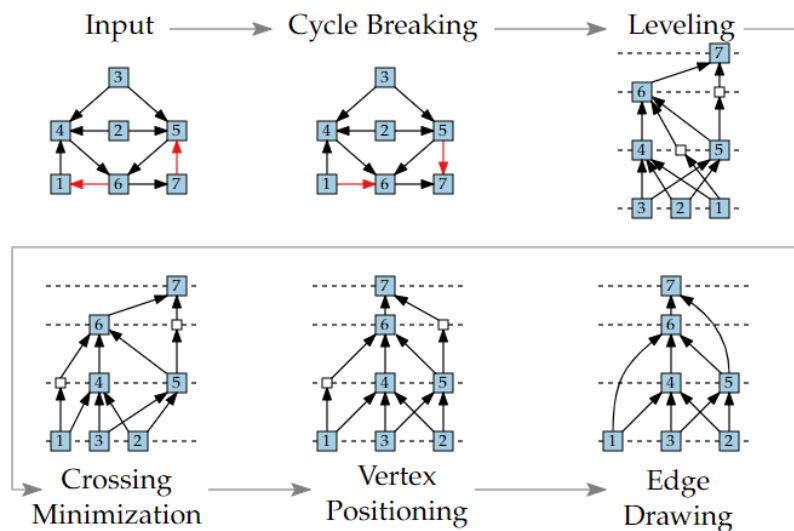 Input Cycle Breaking Leveling
3 3 7
6
4 2 5 4 2 5
4 5
1 6 7 1 6 7
3 2 1
7 7 7
6 6 6
4 5 4 5 4 5
1 3 2 1 3 2 1 3 2
Crossing Vertex Edge
Minimization Positioning Drawing